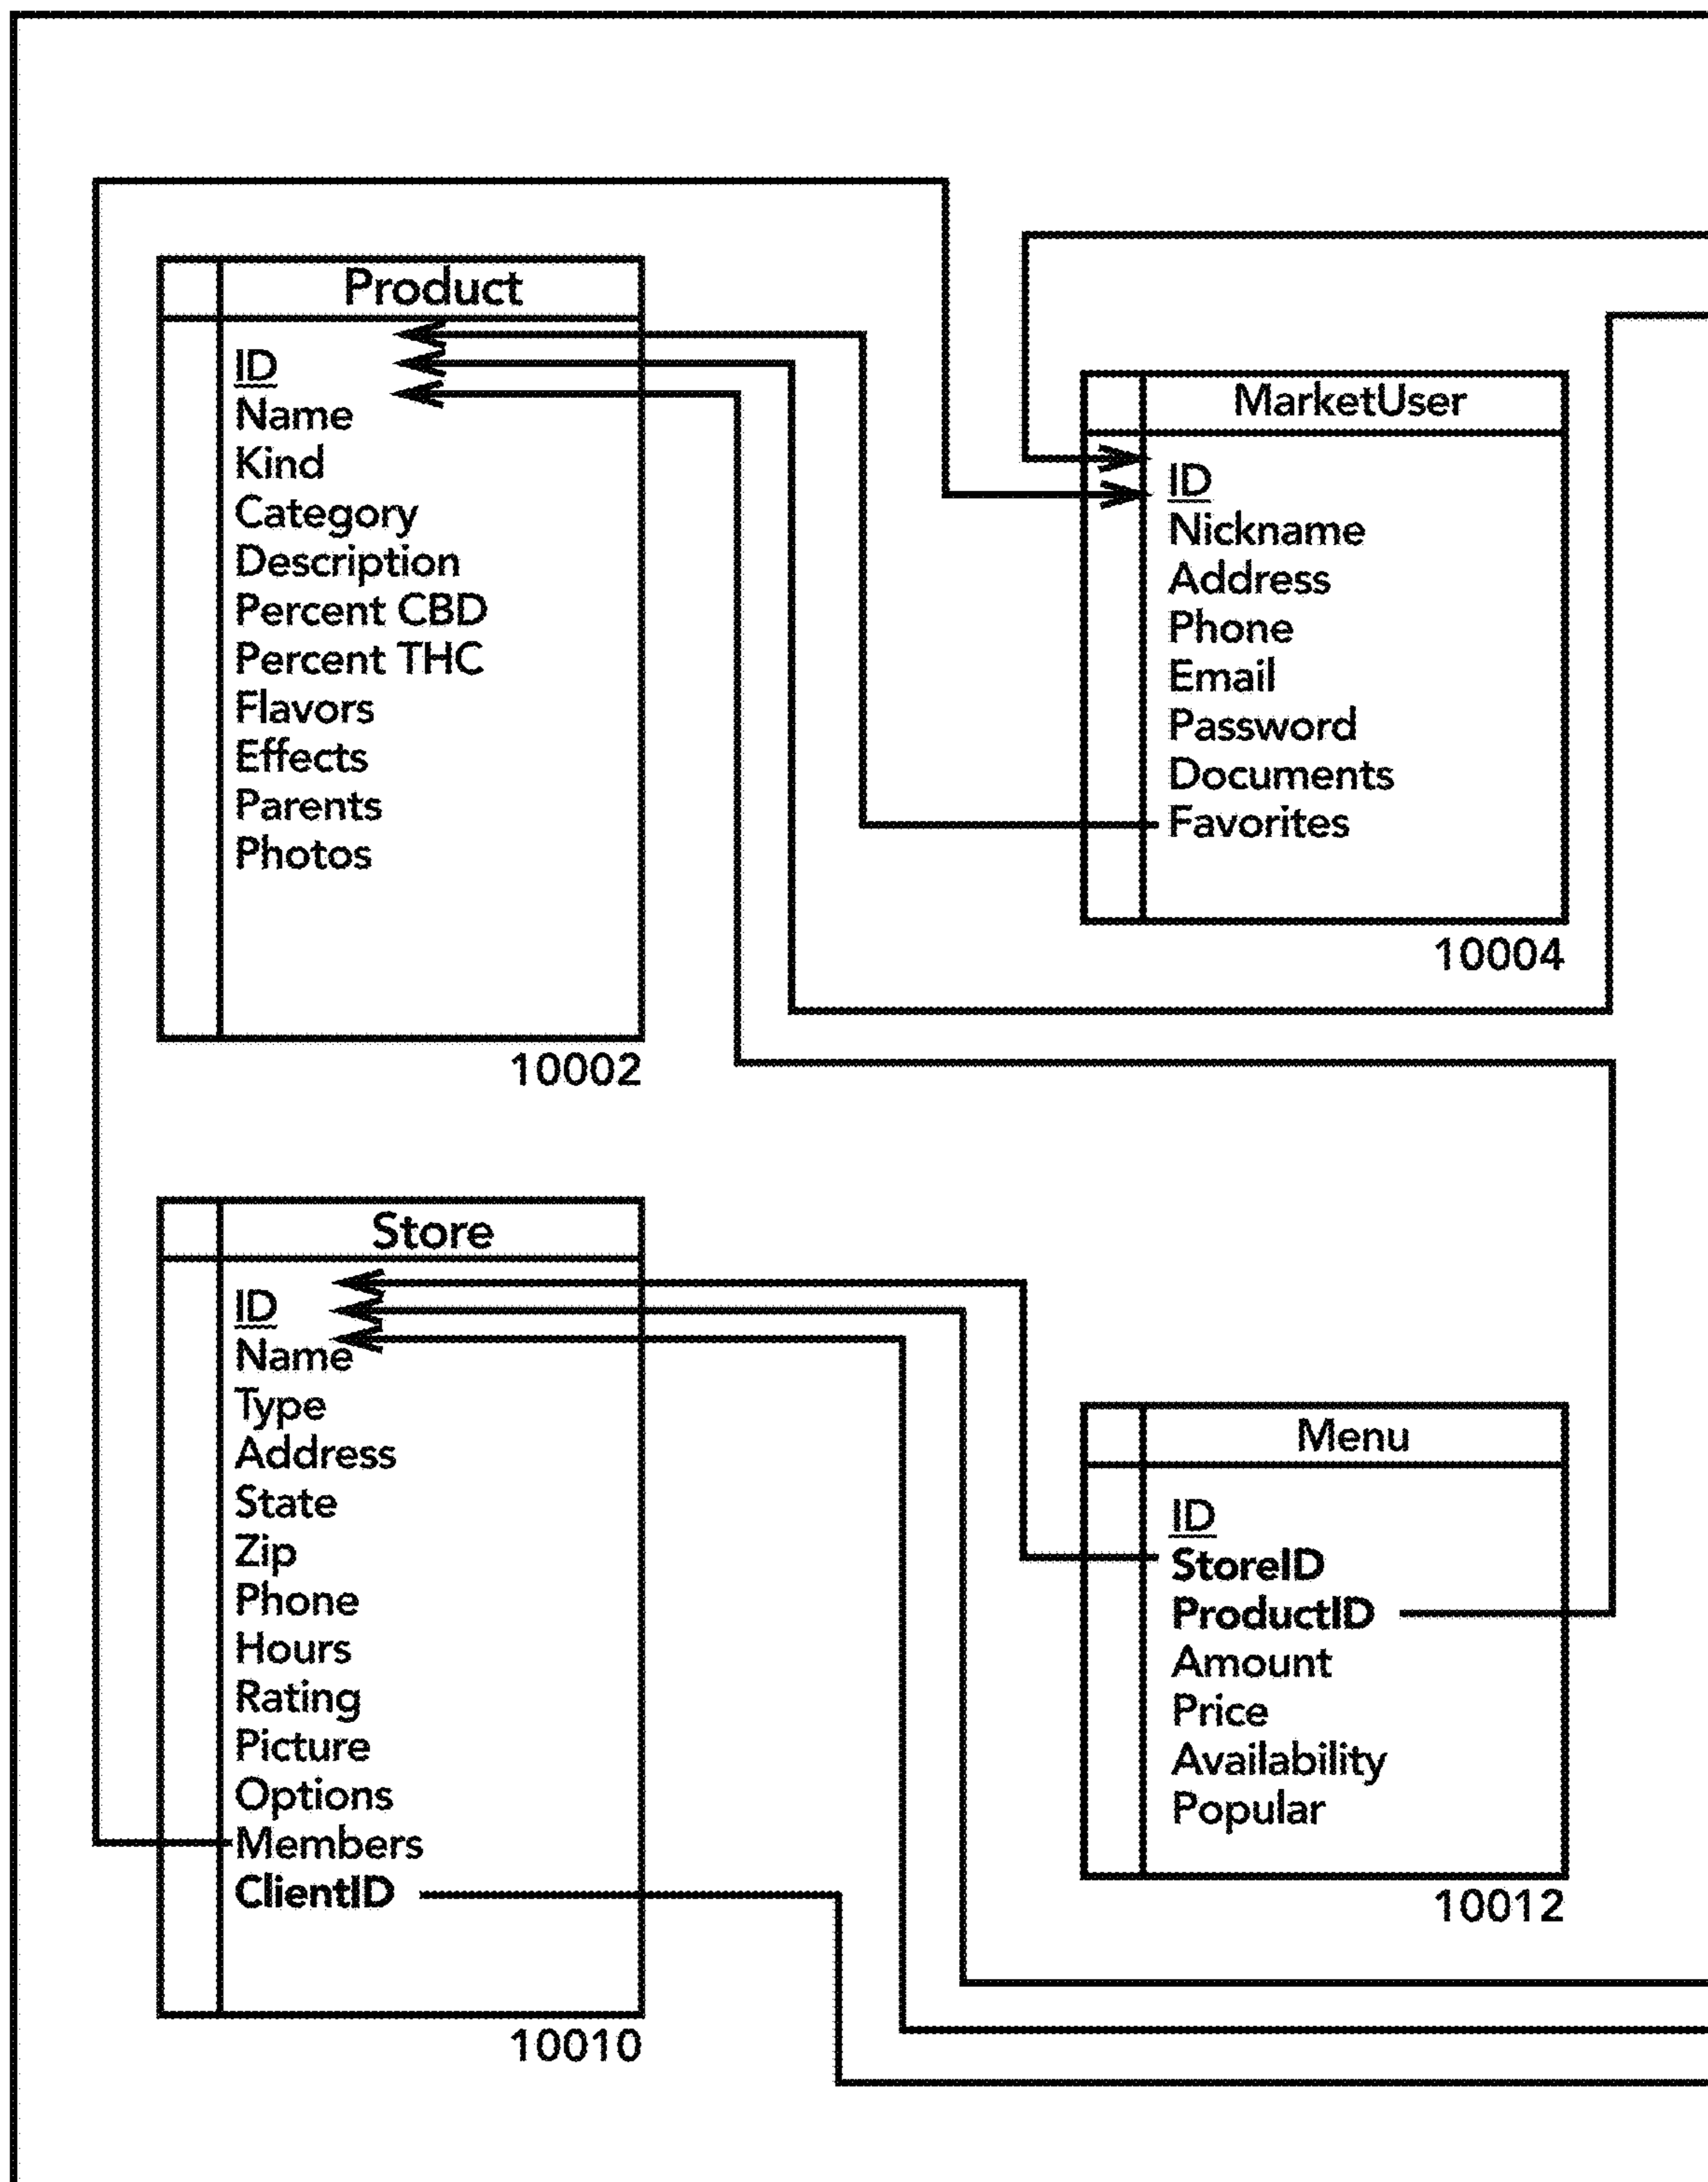 Product
ID
Name
Kind
Category
Description
Percent CBD
Percent THC
Flavors
Effects
Parents
Photos
10002
MarketUser
ID
Nickname
Address
Phone
Email
Password
Documents
Favorites
10004
Store
ID
Name
Type
Address
State
Zip
Phone
Hours
Rating
Picture
Options
Members
ClientID
10010
Menu
ID
StoreID
ProductID
Amount
Price
Availability
Popular
10012